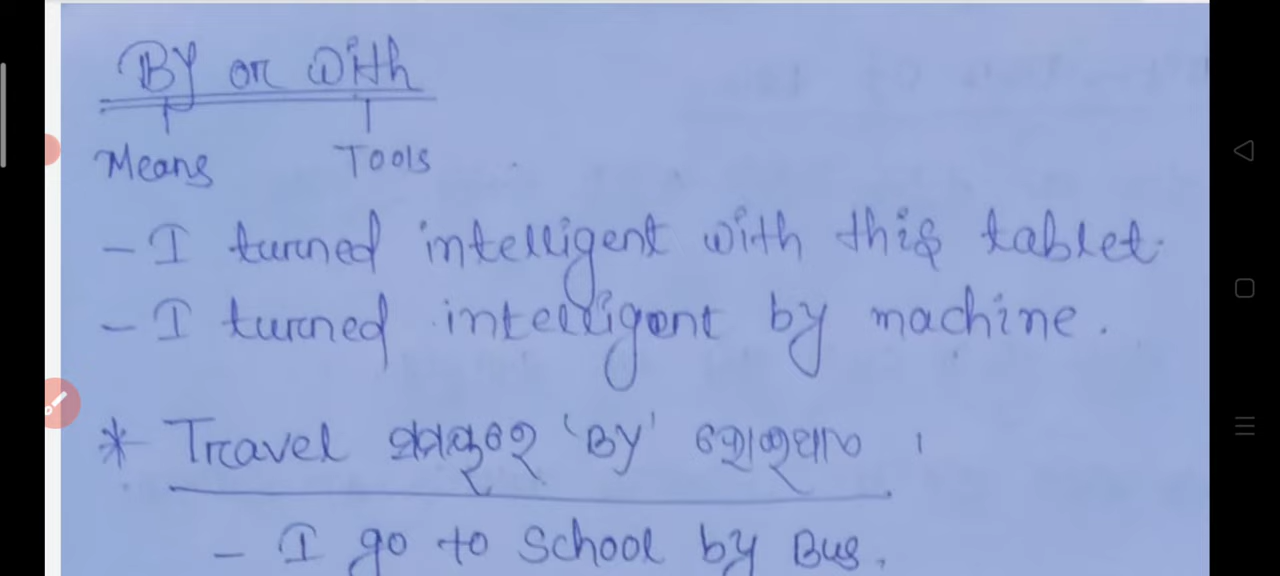 BY or with
Means Tools
- I turned intelligent with this tablet.
- I turned intelligent by machine.
* Travel 'BY' ହୋଇଥାଏ ।
- I go to School by Bus.